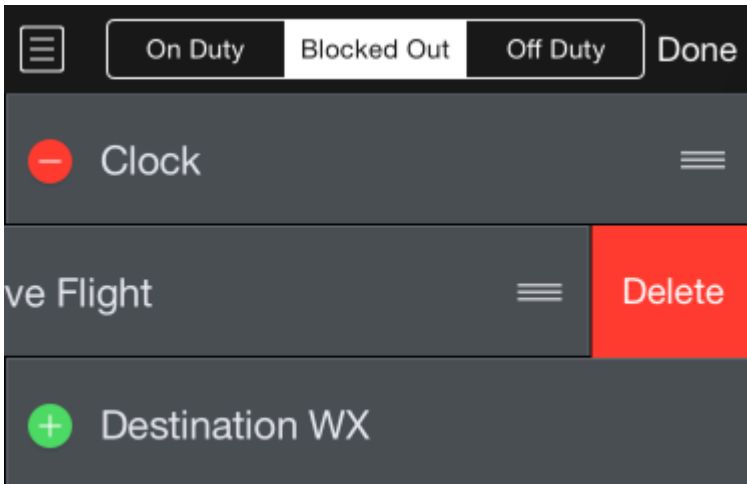 On Duty Blocked Out Off Duty Done
Clock
ve Flight Delete
Destination WX